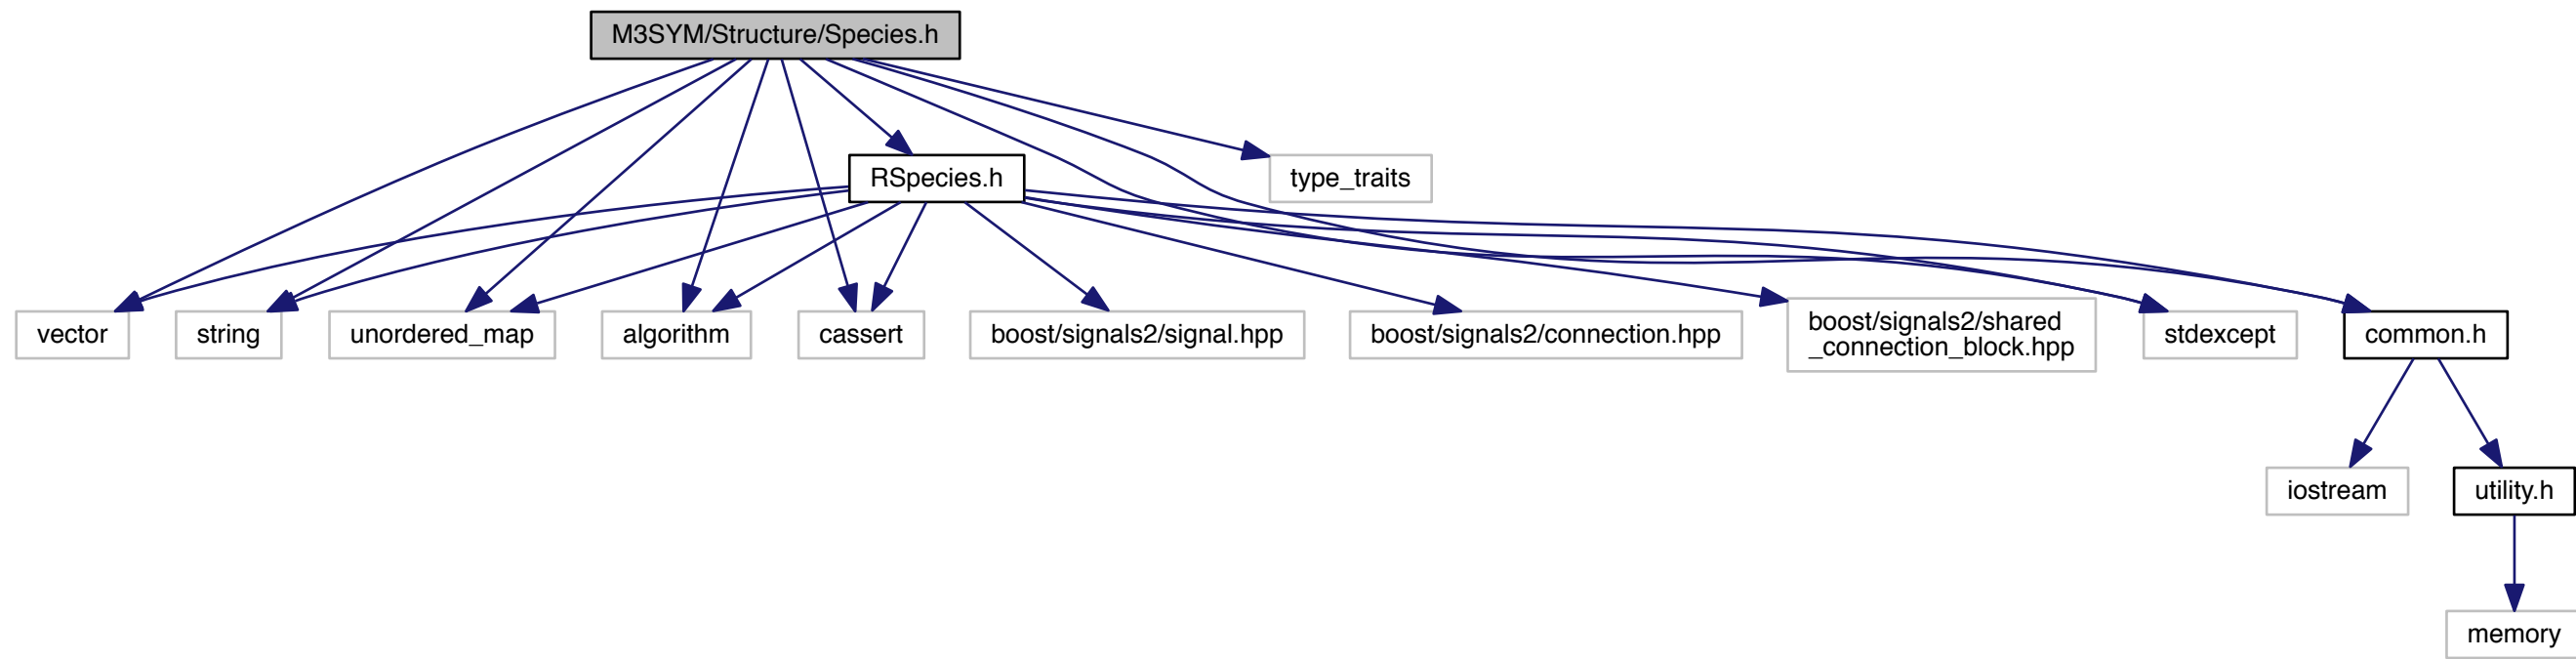 M3SYM/Structure/Species.h
RSpecies.h
type_traits
vector
string
unordered_map
algorithm
cassert
boost/signals2/signal.hpp
boost/signals2/connection.hpp
boost/signals2/shared
_connection_block.hpp
stdexcept
common.h
iostream
utility.h
memory